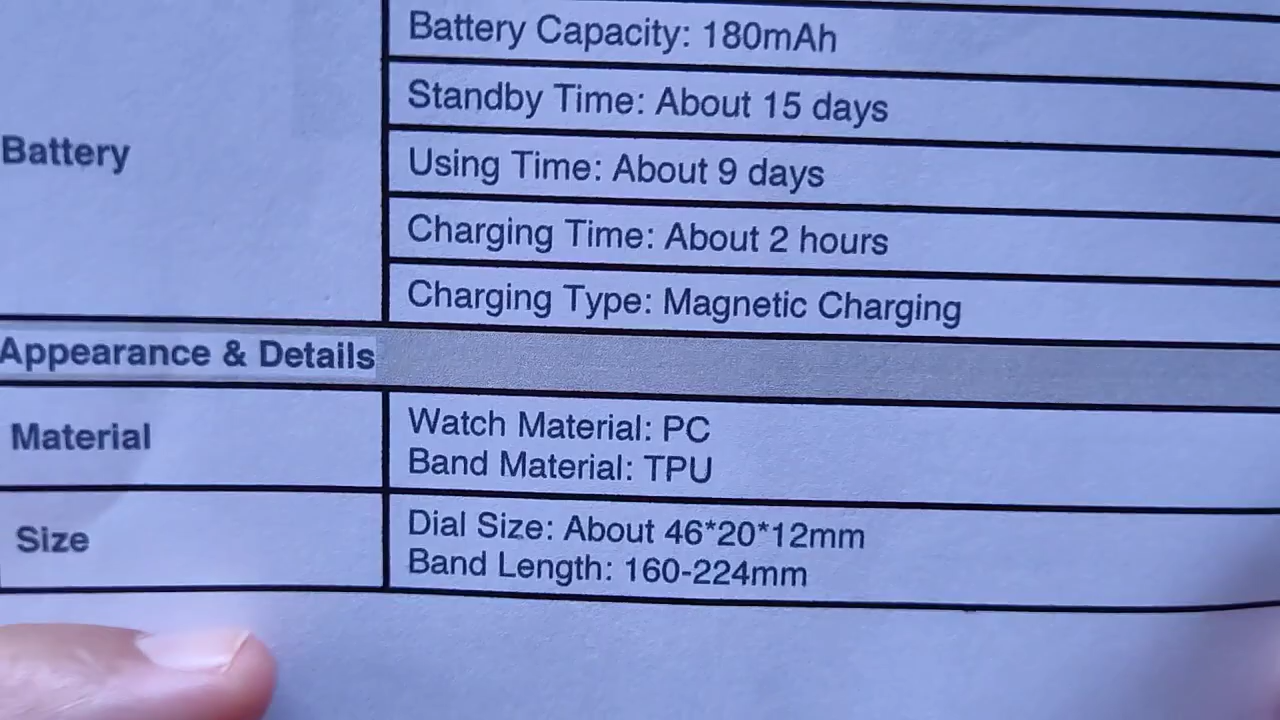 Battery
Battery Capacity: 180mAh
Standby Time: About 15 days
Using Time: About 9 days
Charging Time: About 2 hours
Charging Type: Magnetic Charging
Appearance & Details
Material
Watch Material: PC
Band Material: TPU
Size
Dial Size: About 46*20*12mm
Band Length: 160-224mm